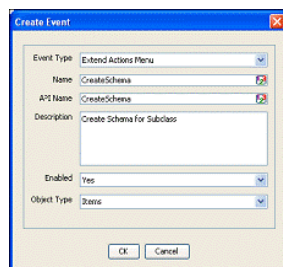 Create Event
Event Type Extend Actions Menu
Name CreateSchema
API Name CreateSchema
Description Create Schema for Subclass
Enabled Yes
Object Type Items
OK Cancel